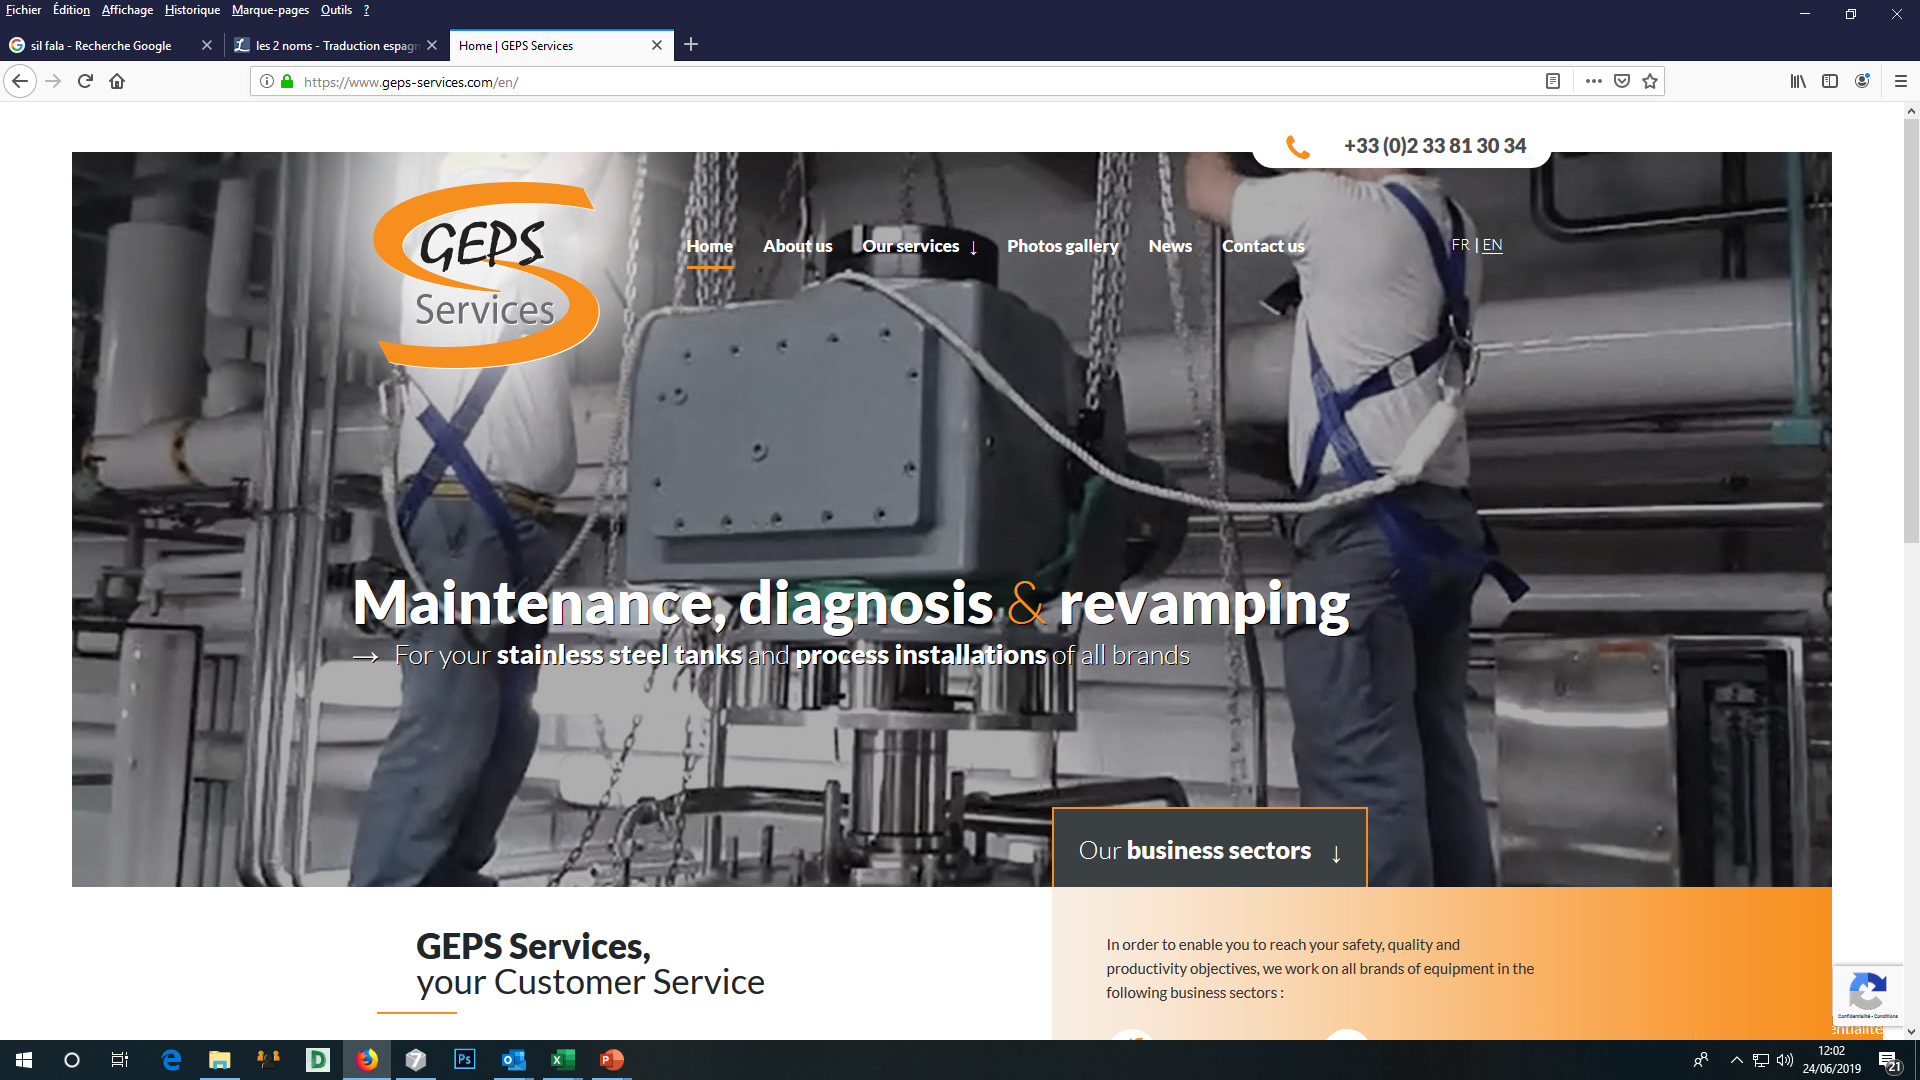 Fichier Édition Affichage Historique Marque-pages Outils ?
sil fala - Recherche Google
les 2 noms - Traduction espagn
Home | GEPS Services
https://www.geps-services.com/en/
+33 (0)2 33 81 30 34
GEPS
Services
Home About us Our services ↓ Photos gallery News Contact us
FR | EN
Maintenance, diagnosis & revamping
→ For your stainless steel tanks and process installations of all brands
Our business sectors ↓
GEPS Services,
your Customer Service
In order to enable you to reach your safety, quality and
productivity objectives, we work on all brands of equipment in the
following business sectors :
Confidentialité - Conditions
entialité
Ps
12:02
24/06/2019
21